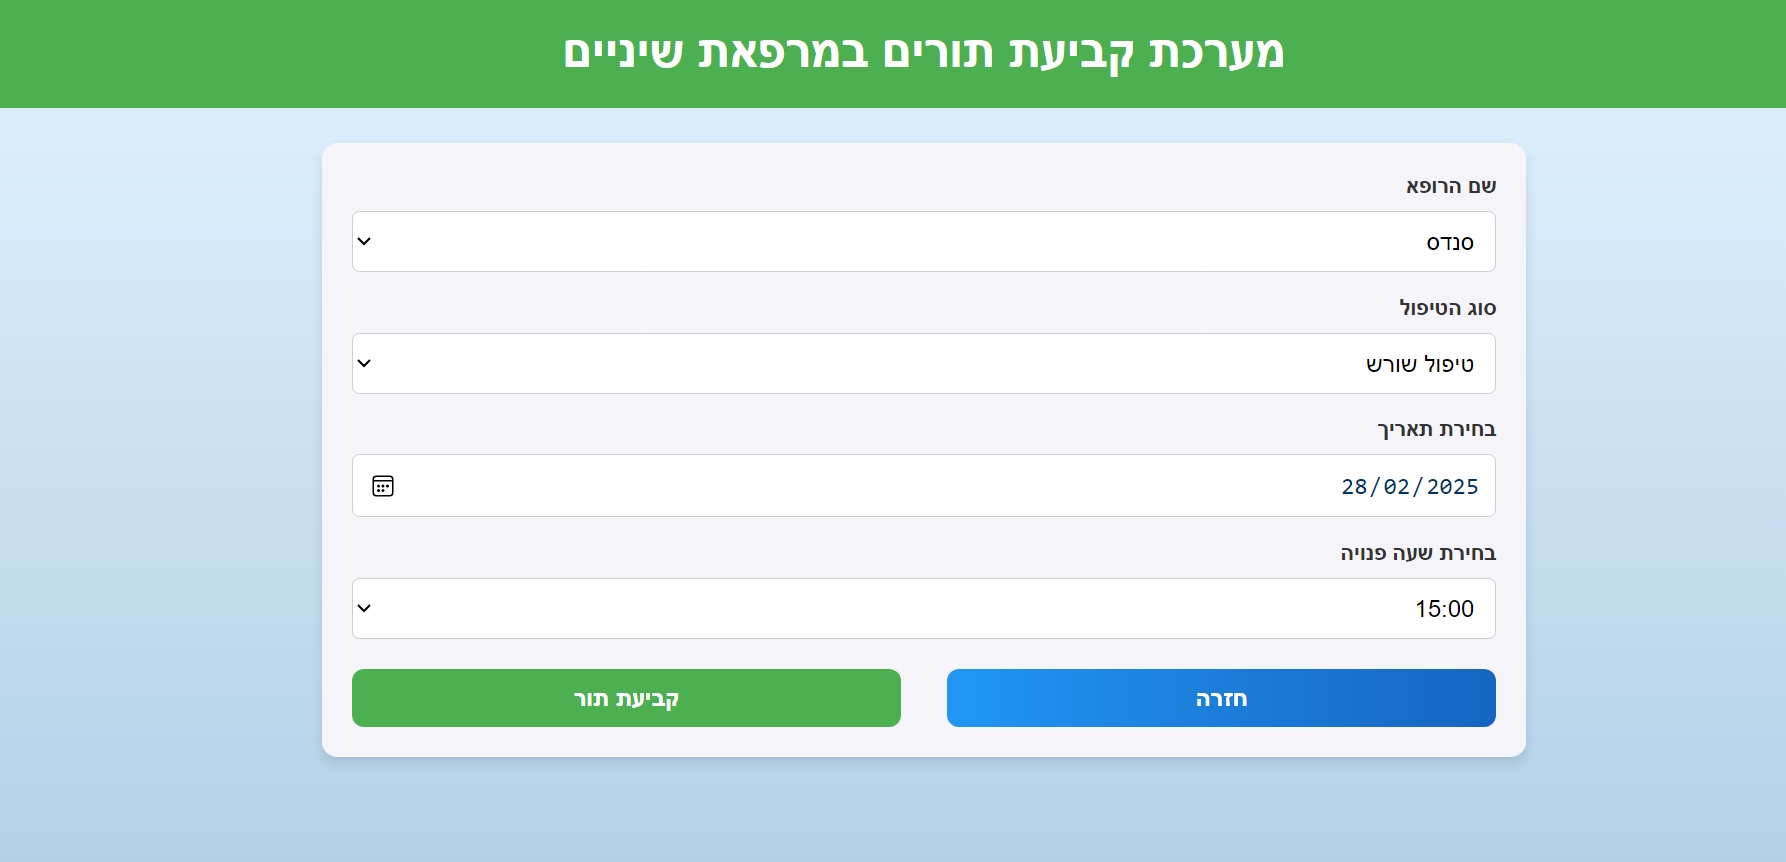 מערכת קביעת תורים במרפאת שיניים
שם הרופא
סנדס
סוג הטיפול
טיפול שורש
בחירת תאריך
28/02/2025
בחירת שעה פנויה
15:00
חזרה
קביעת תור